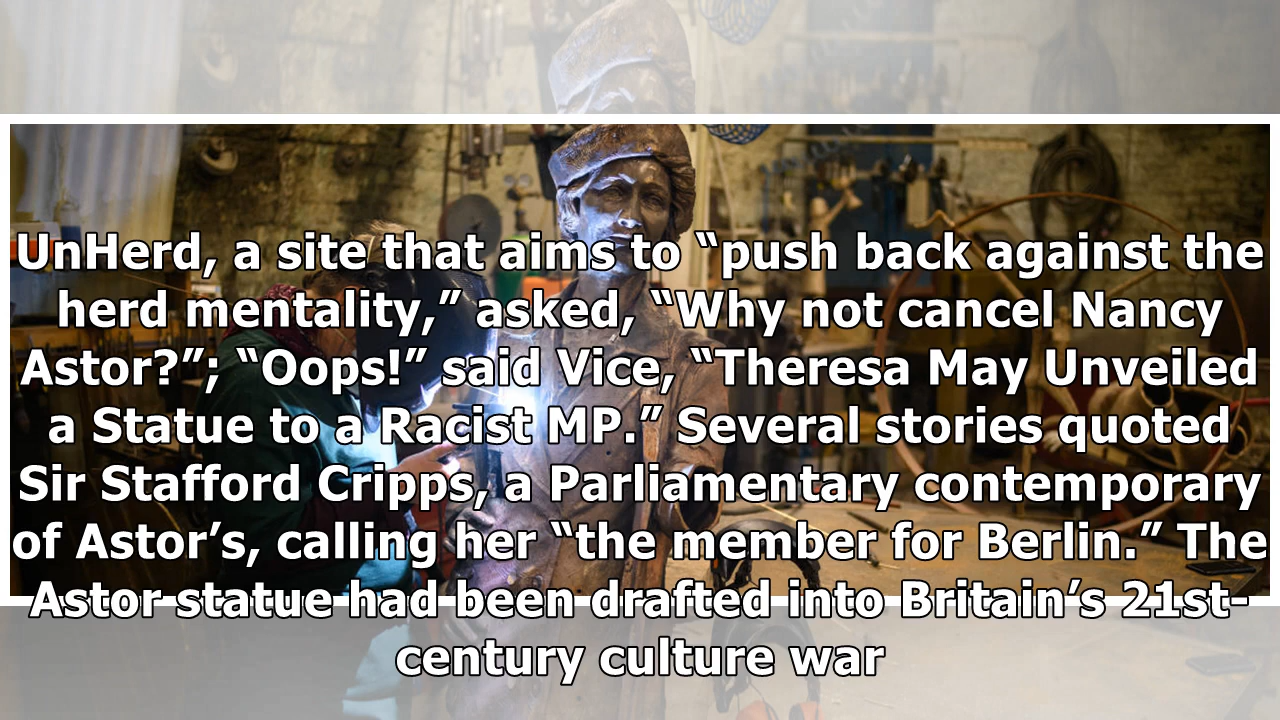 UnHerd, a site that aims to “push back against the
herd mentality,” asked, “Why not cancel Nancy
Astor?”; “Oops!” said Vice, “Theresa May Unveiled
a Statue to a Racist MP.” Several stories quoted
Sir Stafford Cripps, a Parliamentary contemporary
of Astor’s, calling her “the member for Berlin.” The
Astor statue had been drafted into Britain’s 21st-
century culture war